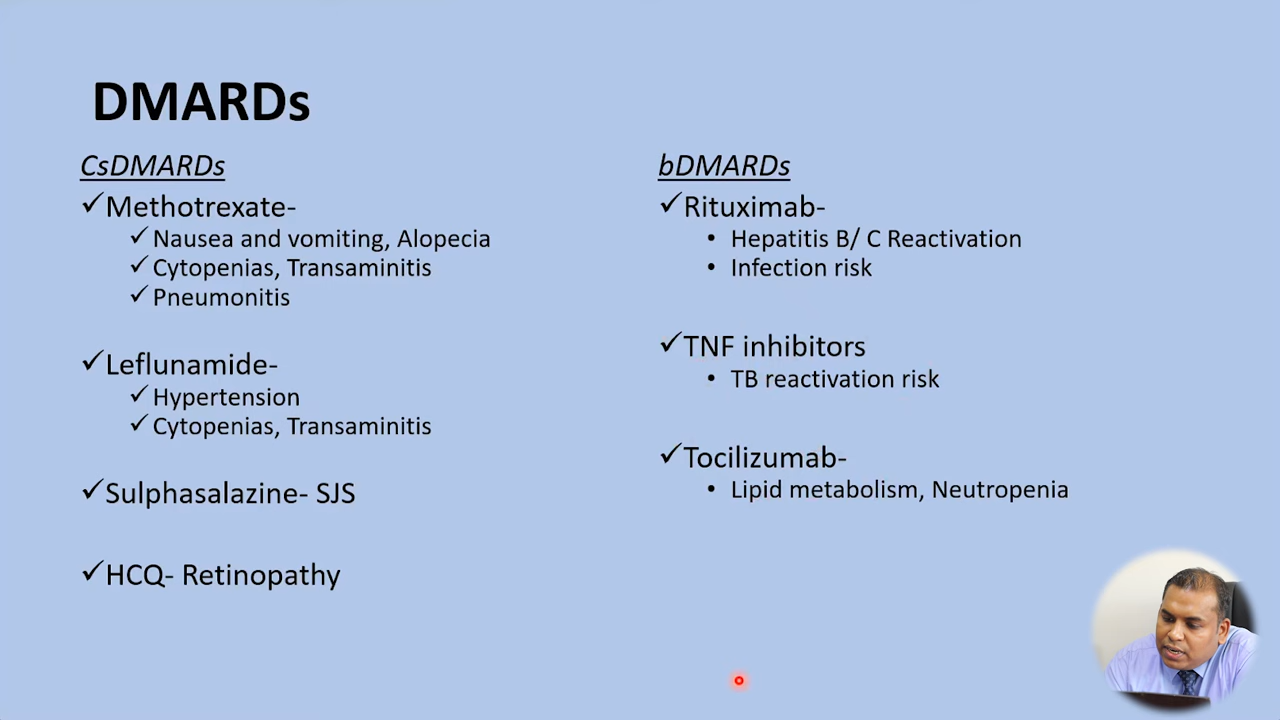 DMARDs
CsDMARDs
Methotrexate-
Nausea and vomiting, Alopecia
Cytopenias, Transaminitis
Pneumonitis
Leflunamide-
Hypertension
Cytopenias, Transaminitis
Sulphasalazine- SJS
HCQ- Retinopathy
bDMARDs
Rituximab-
Hepatitis B/ C Reactivation
Infection risk
TNF inhibitors
TB reactivation risk
Tocilizumab-
Lipid metabolism, Neutropenia